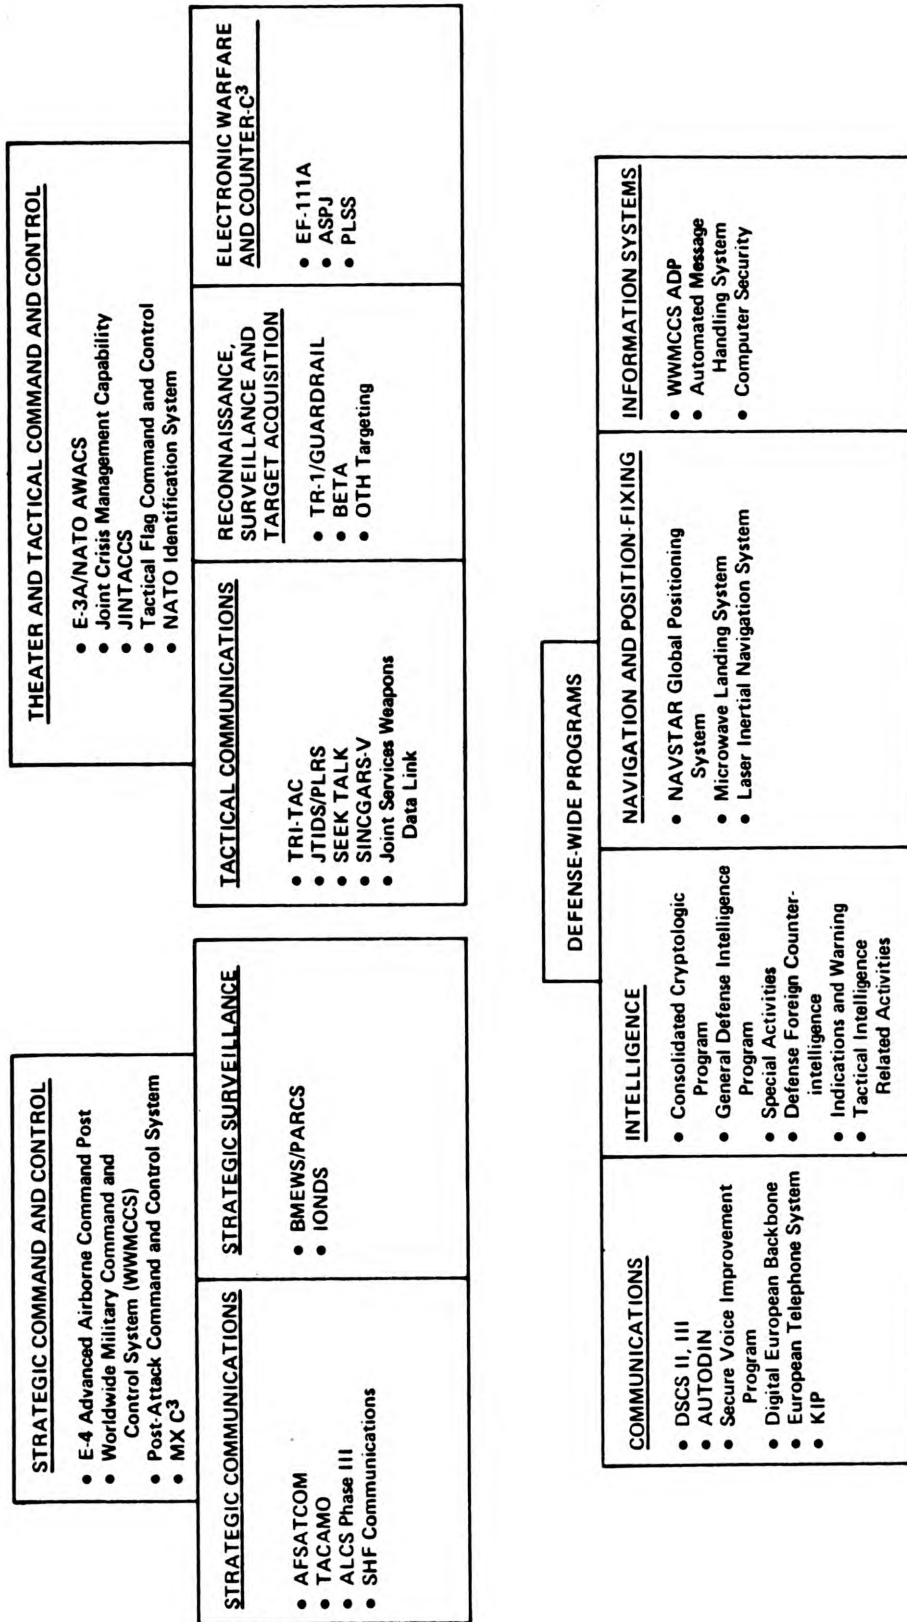 STRATEGIC COMMAND AND CONTROL
• E-4 Advanced Airborne Command Post
• Worldwide Military Command and
Control System (WWMCCS)
• Post-Attack Command and Control System
• MX C³
STRATEGIC COMMUNICATIONS
• AFSATCOM
• TACAMO
• ALCS Phase III
• SHF Communications
STRATEGIC SURVEILLANCE
• BMEWS/PARCS
• IONDS
THEATER AND TACTICAL COMMAND AND CONTROL
• E-3A/NATO AWACS
• Joint Crisis Management Capability
• JINTACCS
• Tactical Flag Command and Control
• NATO Identification System
TACTICAL COMMUNICATIONS
• TRI-TAC
• JTIDS/PLRS
• SEEK TALK
• SINCGARS-V
• Joint Services Weapons
Data Link
RECONNAISSANCE,
SURVEILLANCE AND
TARGET ACQUISITION
• TR-1/GUARDRAIL
• BETA
• OTH Targeting
ELECTRONIC WARFARE
AND COUNTER-C³
• EF-111A
• ASPJ
• PLSS
DEFENSE-WIDE PROGRAMS
COMMUNICATIONS
• DSCS II, III
• AUTODIN
• Secure Voice Improvement
Program
• Digital European Backbone
• European Telephone System
• KIP
INTELLIGENCE
• Consolidated Cryptologic
Program
• General Defense Intelligence
Program
• Special Activities
• Defense Foreign Counter-
intelligence
• Indications and Warning
• Tactical Intelligence
Related Activities
NAVIGATION AND POSITION-FIXING
• NAVSTAR Global Positioning
System
• Microwave Landing System
• Laser Inertial Navigation System
INFORMATION SYSTEMS
• WWMCCS ADP
• Automated Message
Handling System
• Computer Security